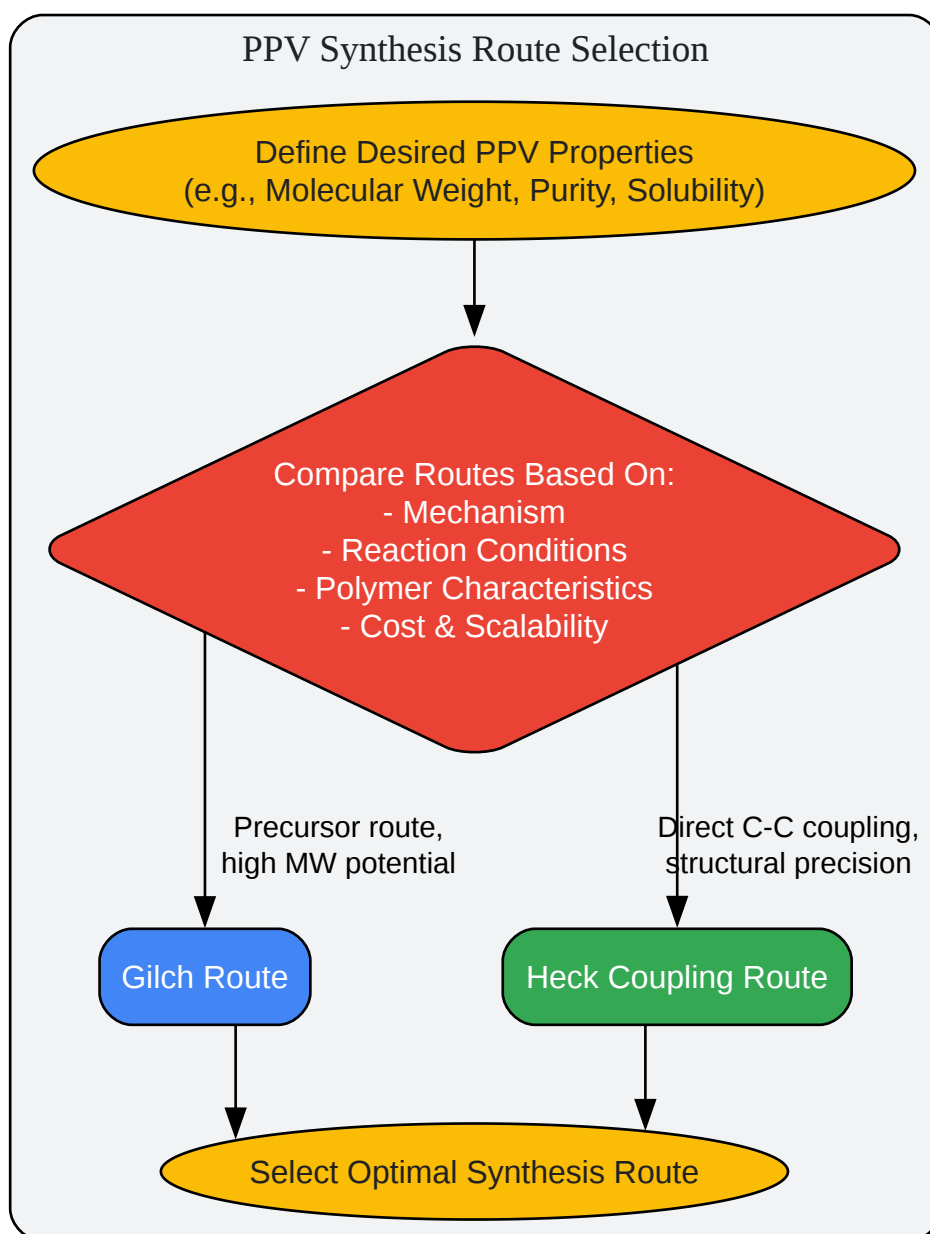 PPV Synthesis Route Selection
Define Desired PPV Properties
(e.g., Molecular Weight, Purity, Solubility)
Compare Routes Based On:
- Mechanism
- Reaction Conditions
- Polymer Characteristics
- Cost & Scalability
Precursor route,
high MW potential
Direct C-C coupling,
structural precision
Gilch Route
Heck Coupling Route
Select Optimal Synthesis Route